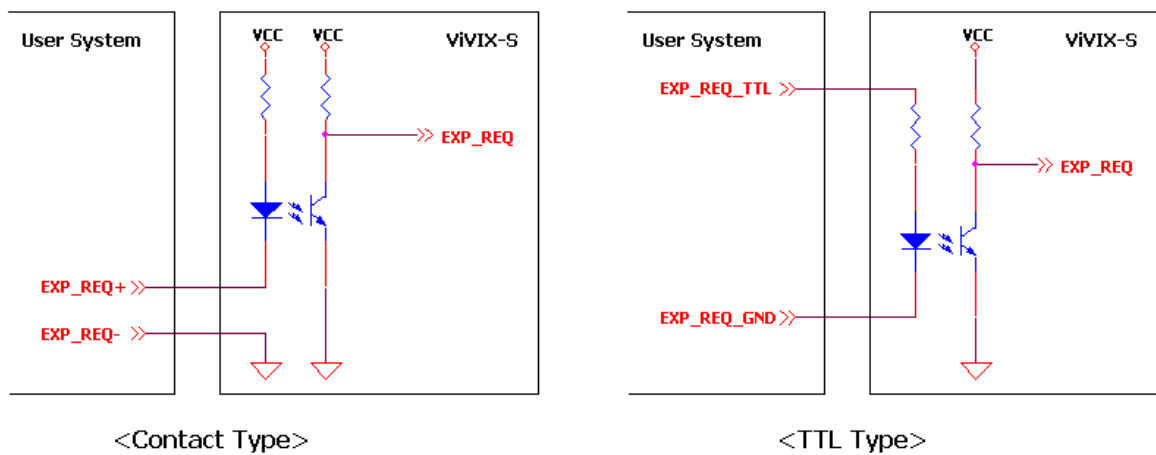 User System
VCC
VCC
ViVIX-S
EXP_REQ
EXP_REQ+
EXP_REQ-
<Contact Type>
User System
VCC
ViVIX-S
EXP_REQ_TTL
EXP_REQ
EXP_REQ_GND
<TTL Type>